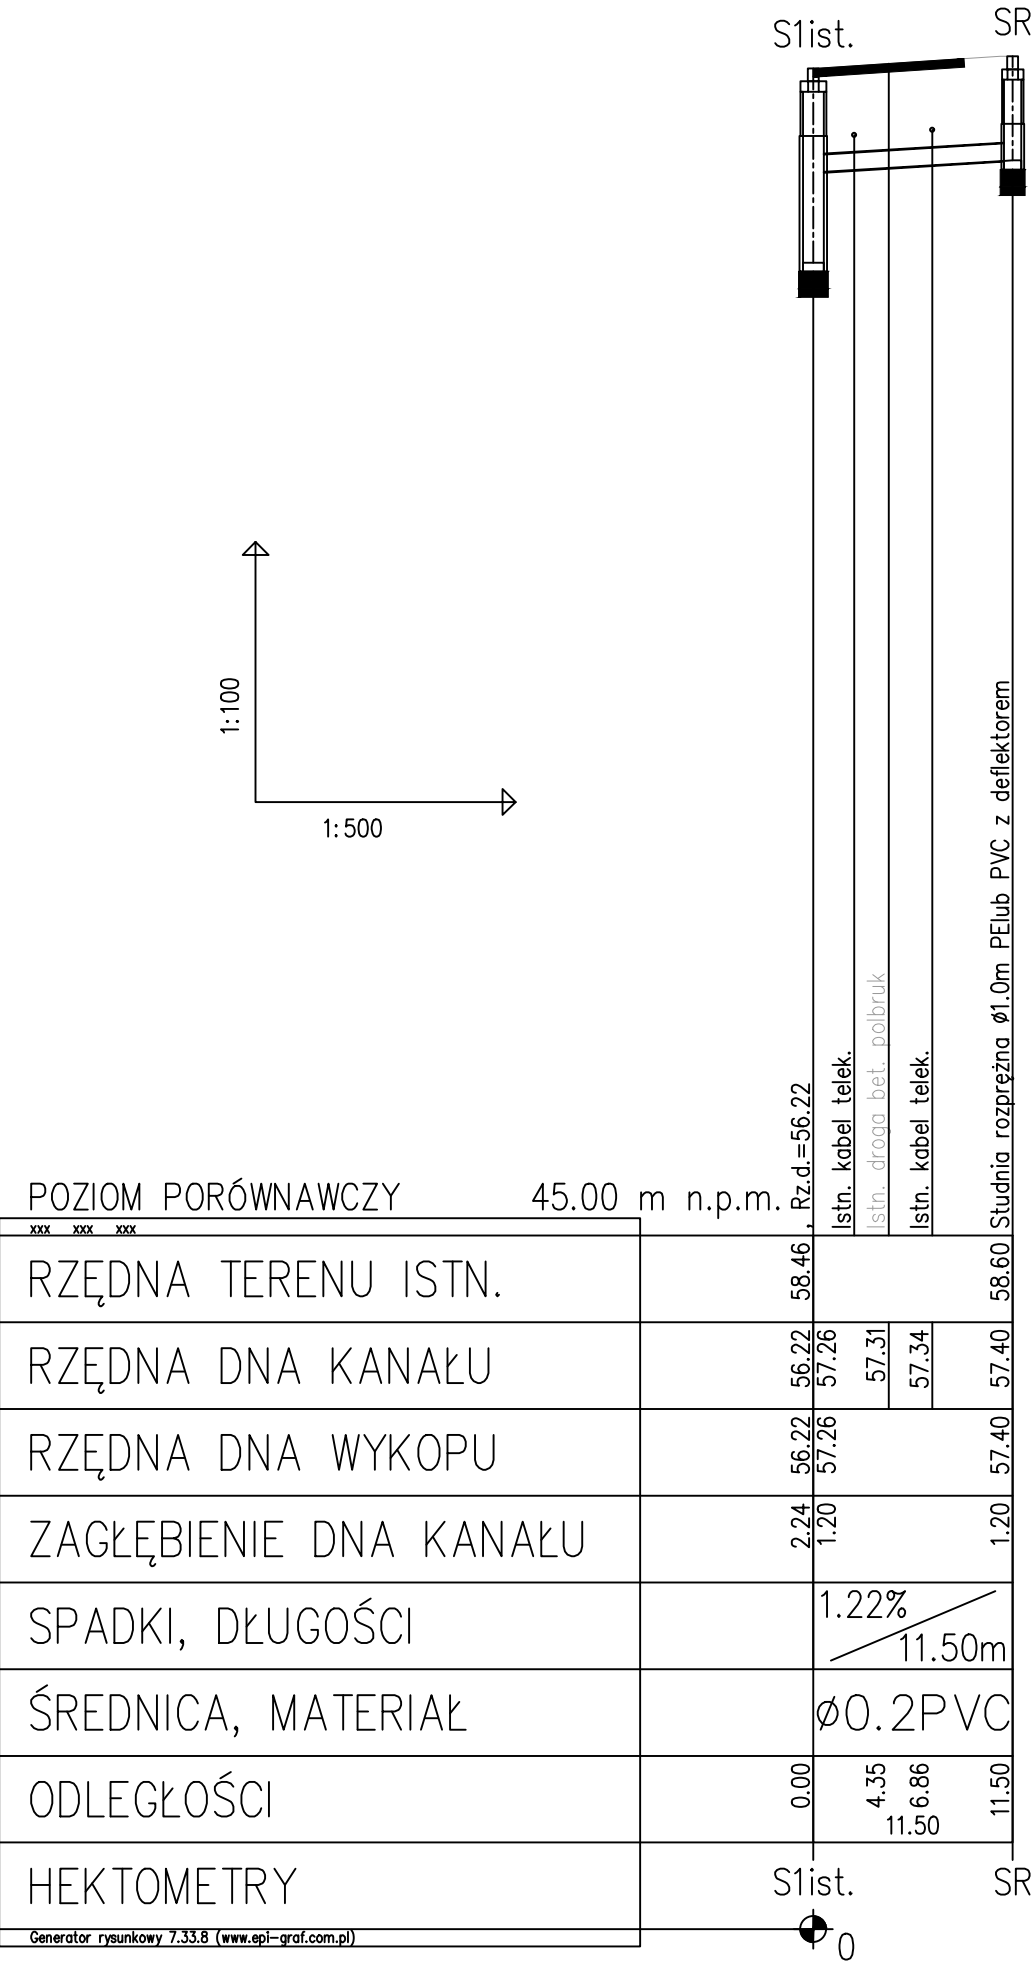 S1ist. SR
1:100
1:500
Rz.d.=56.22
Istn. kabel telek.
Istn. droga bet. polbruk
Istn. kabel telek.
Studnia rozprężna ø1.0m PElub PVC z deflektorem
POZIOM PORÓWNAWCZY 45.00 m n.p.m. ,
xxx xxx xxx
RZĘDNA TERENU ISTN. 58.46 58.60
RZĘDNA DNA KANAŁU 56.22 57.26 57.31 57.34 57.40
RZĘDNA DNA WYKOPU 56.22 57.26 57.40
ZAGŁĘBIENIE DNA KANAŁU 2.24 1.20 1.20
SPADKI, DŁUGOŚCI 1.22% 11.50m
ŚREDNICA, MATERIAŁ ø0.2PVC
ODLEGŁOŚCI 0.00 4.35 6.86 11.50
11.50
HEKTOMETRY S1ist. SR
Generator rysunkowy 7.33.8 (www.epi-graf.com.pl)
0